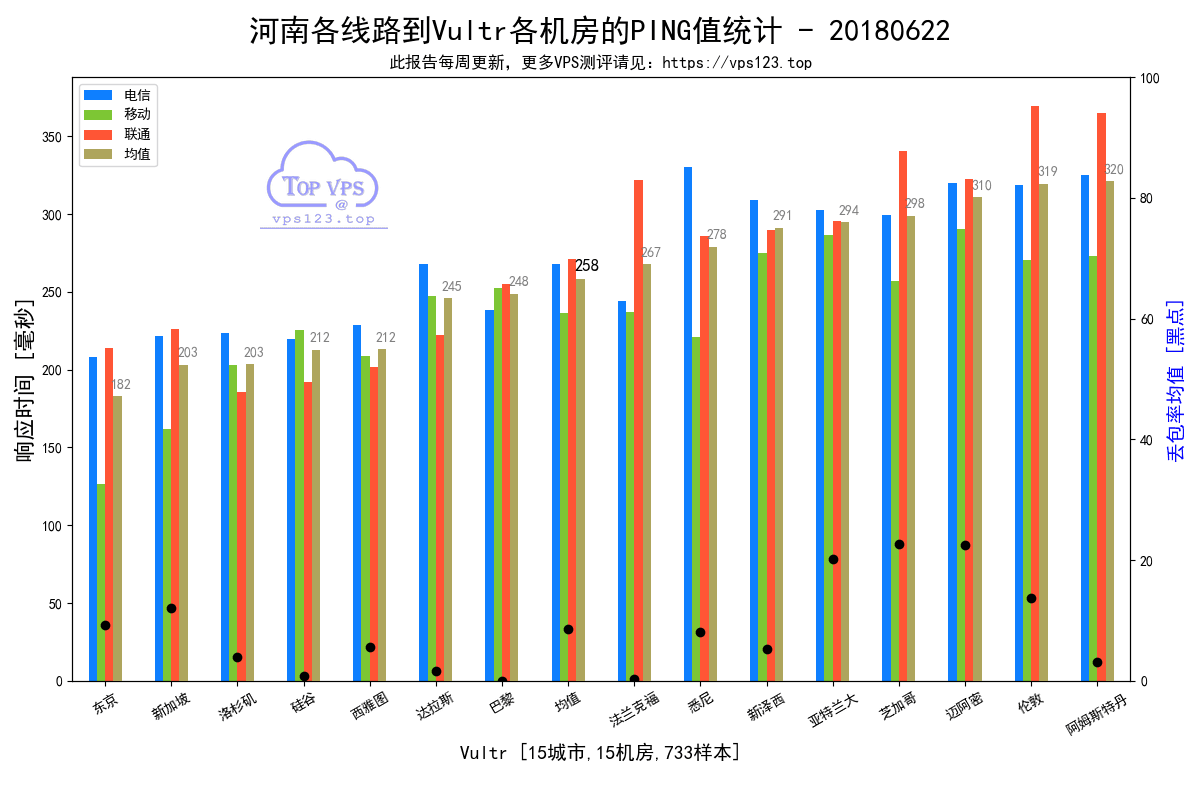 河南各线路到Vultr各机房的PING值统计 - 20180622
此报告每周更新，更多VPS测评请见：https://vps123.top
电信
移动
联通
均值
TOP VPS
@
vps123.top
响应时间 [毫秒]
350
300
250
200
150
100
50
0
182
203
203
212
212
245
248
258
267
278
291
294
298
310
319
320
100
80
60
40
20
0
丢包率均值 [黑点]
东京
新加坡
洛杉矶
硅谷
西雅图
达拉斯
巴黎
均值
法兰克福
悉尼
新泽西
亚特兰大
芝加哥
迈阿密
伦敦
阿姆斯特丹
Vultr [15城市,15机房,733样本]